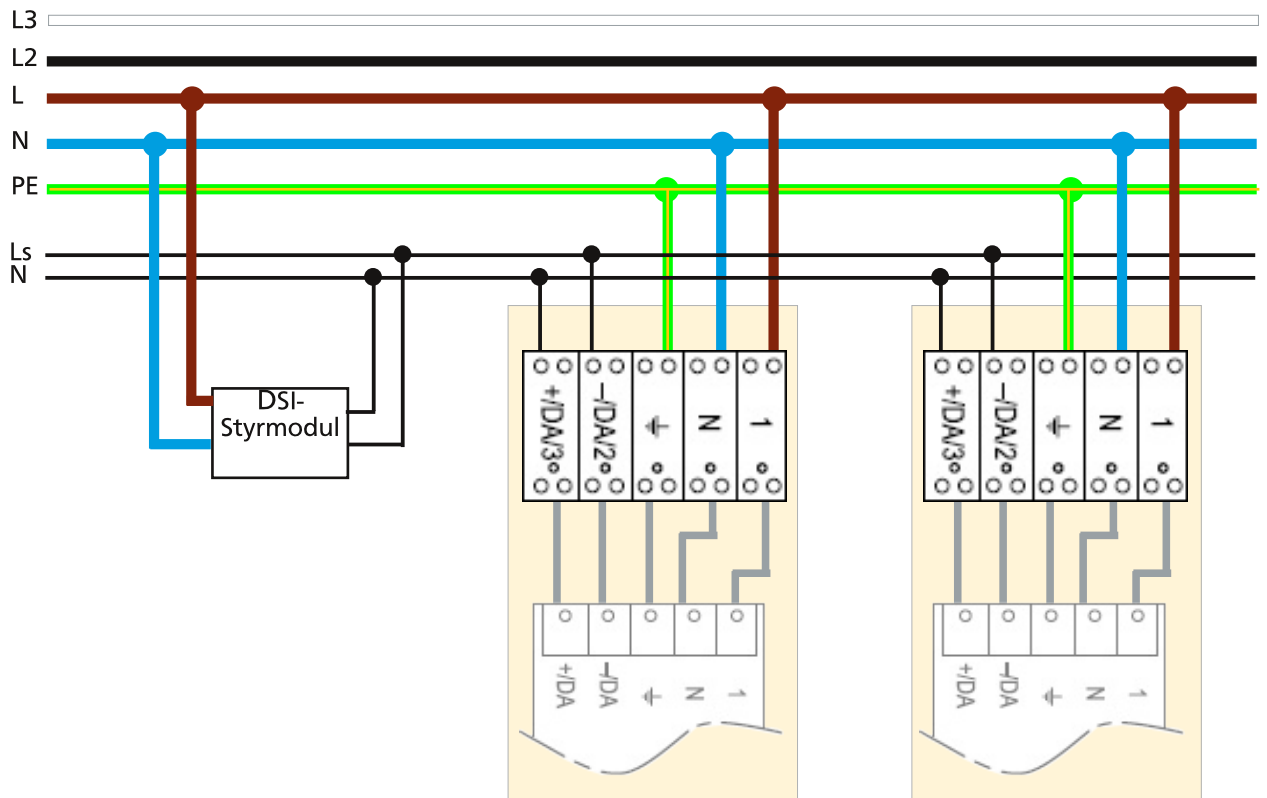 L3
L2
L
N
PE
Ls
N
DSI-
Styrmodul
+/DA/3
–/DA/2
N
1
+/DA/3
–/DA/2
N
1
+/DA
–/DA
N
1
+/DA
–/DA
N
1